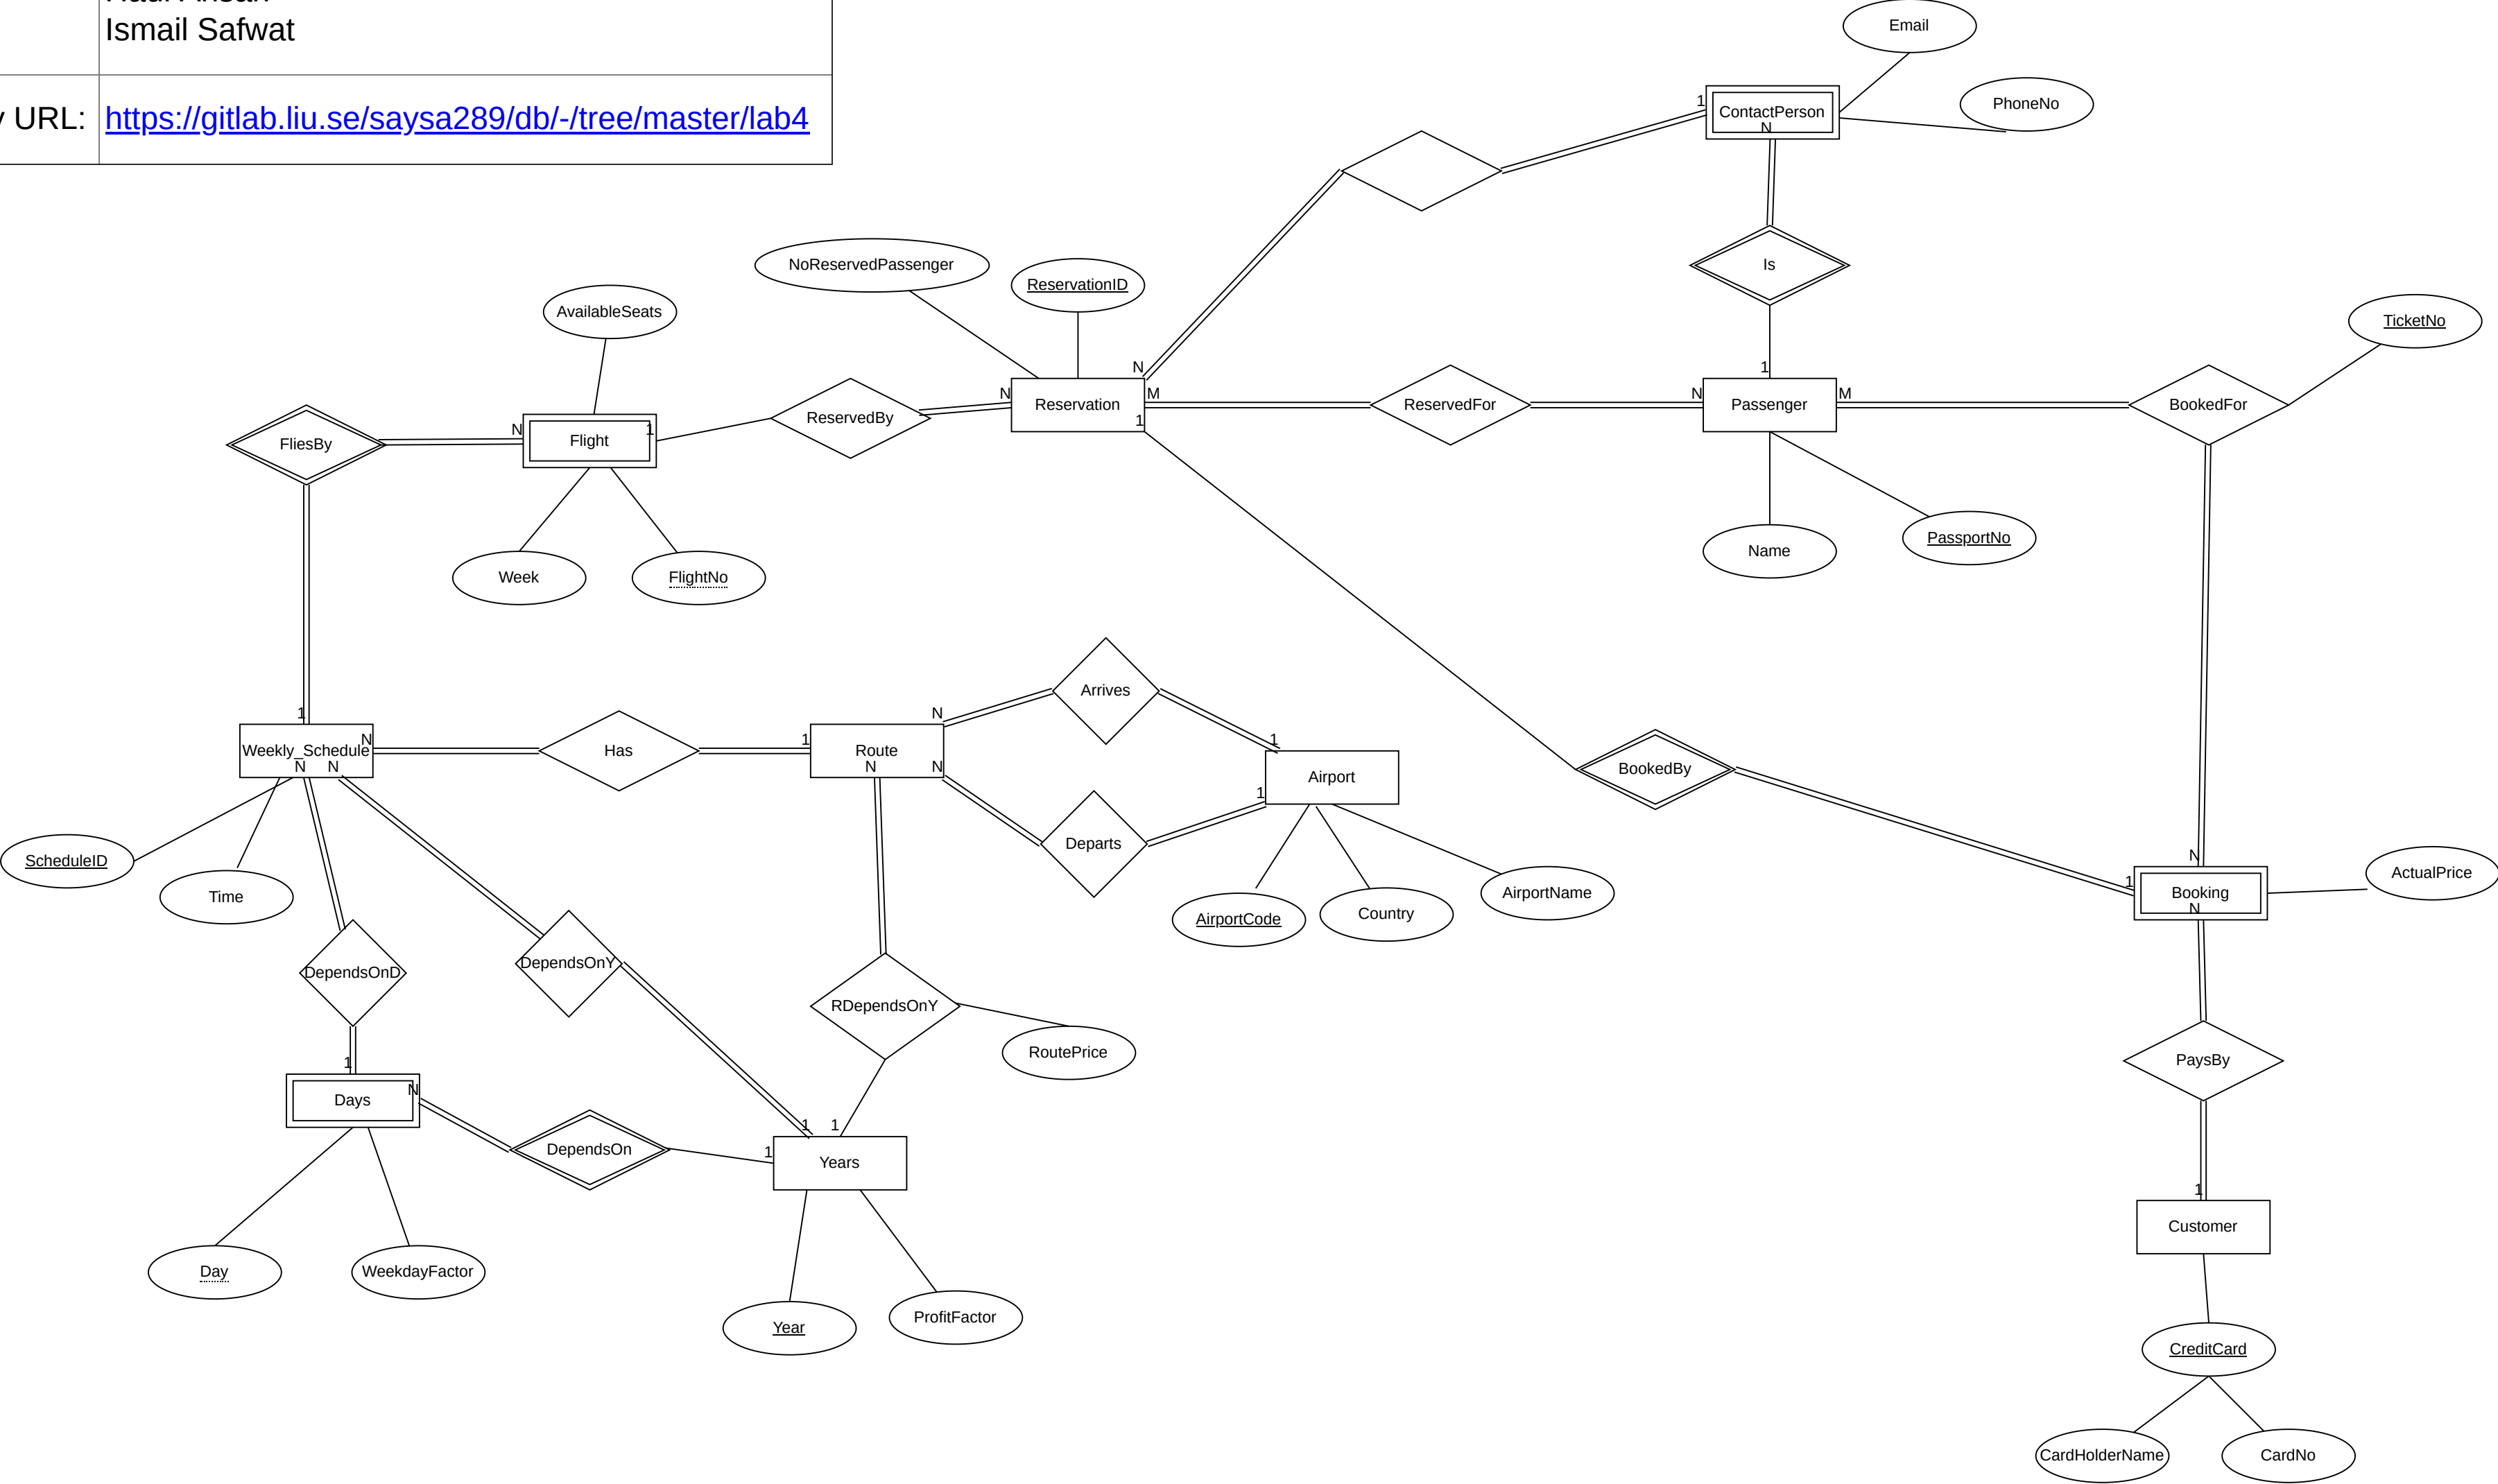 Ismail Safwat
URL:
https://gitlab.liu.se/saysa289/db/-/tree/master/lab4
Email
PhoneNo
1
ContactPerson
N
Is
NoReservedPassenger
ReservationID
AvailableSeats
TicketNo
N
1
FliesBy
N
Flight
1
ReservedBy
N
Reservation
M
1
ReservedFor
N
Passenger
M
BookedFor
Week
FlightNo
Name
PassportNo
Arrives
1
N
1
Weekly_Schedule
N
Has
1
Route
N
N
N
N
Airport
1
BookedBy
Departs
ScheduleID
Time
AirportCode
Country
AirportName
N
1
Booking
N
ActualPrice
DependsOnD
DependsOnY
RDependsOnY
RoutePrice
PaysBy
1
Days
N
DependsOn
1
1
1
Years
1
Customer
Day
WeekdayFactor
Year
ProfitFactor
CreditCard
CardHolderName
CardNo